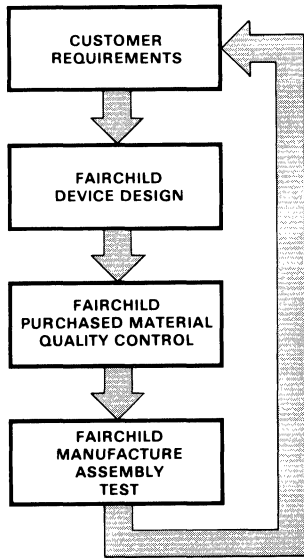 CUSTOMER
REQUIREMENTS
FAIRCHILD
DEVICE DESIGN
FAIRCHILD
PURCHASED MATERIAL
QUALITY CONTROL
FAIRCHILD
MANUFACTURE
ASSEMBLY
TEST